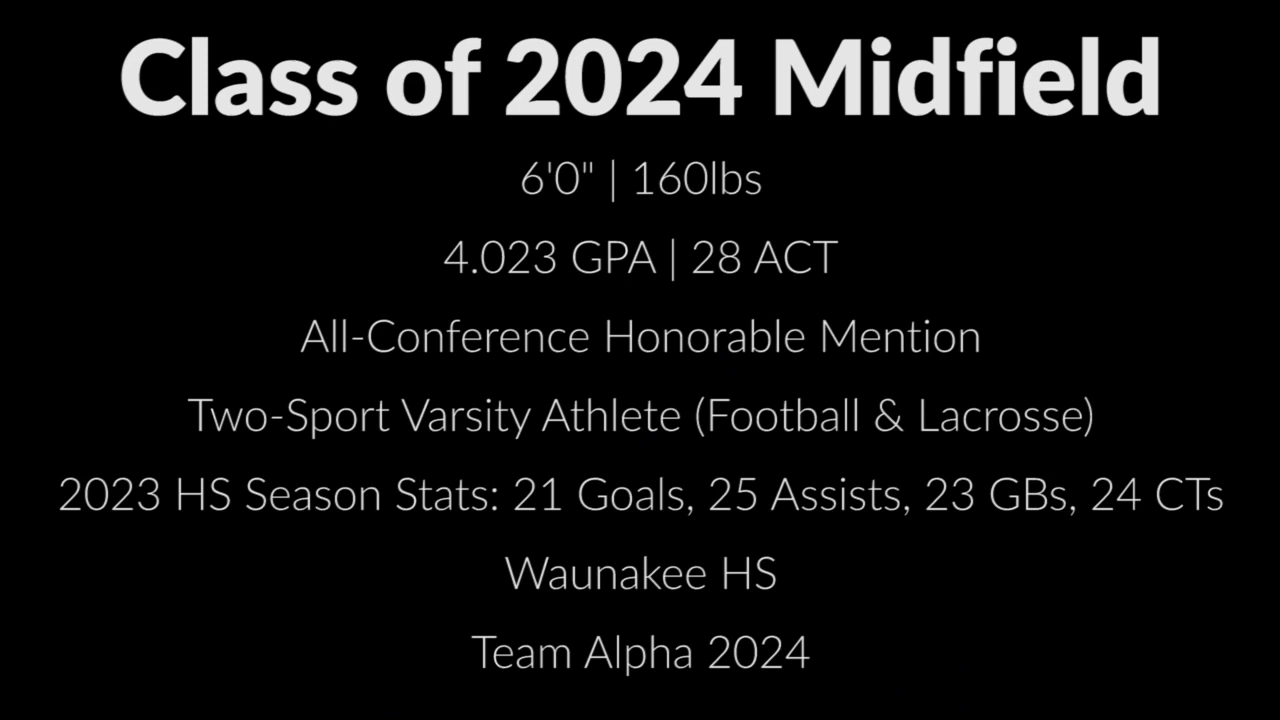 Class of 2024 Midfield
6'0" | 160lbs
4.023 GPA | 28 ACT
All-Conference Honorable Mention
Two-Sport Varsity Athlete (Football & Lacrosse)
2023 HS Season Stats: 21 Goals, 25 Assists, 23 GBs, 24 CTs
Waunakee HS
Team Alpha 2024